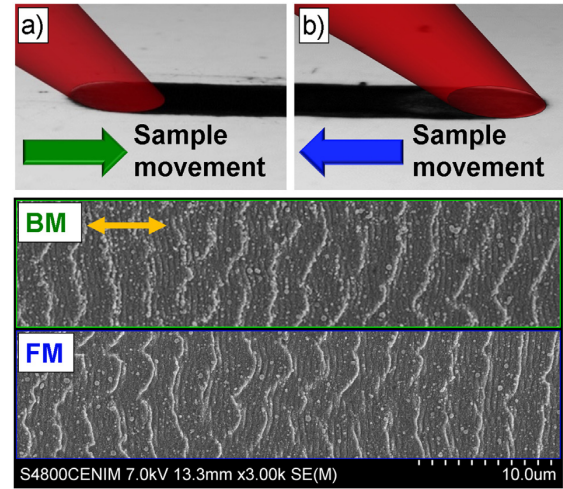 a)
b)
Sample
movement
Sample
movement
BM
FM
S4800CENIM 7.0kV 13.3mm x3.00k SE(M)
10.0um